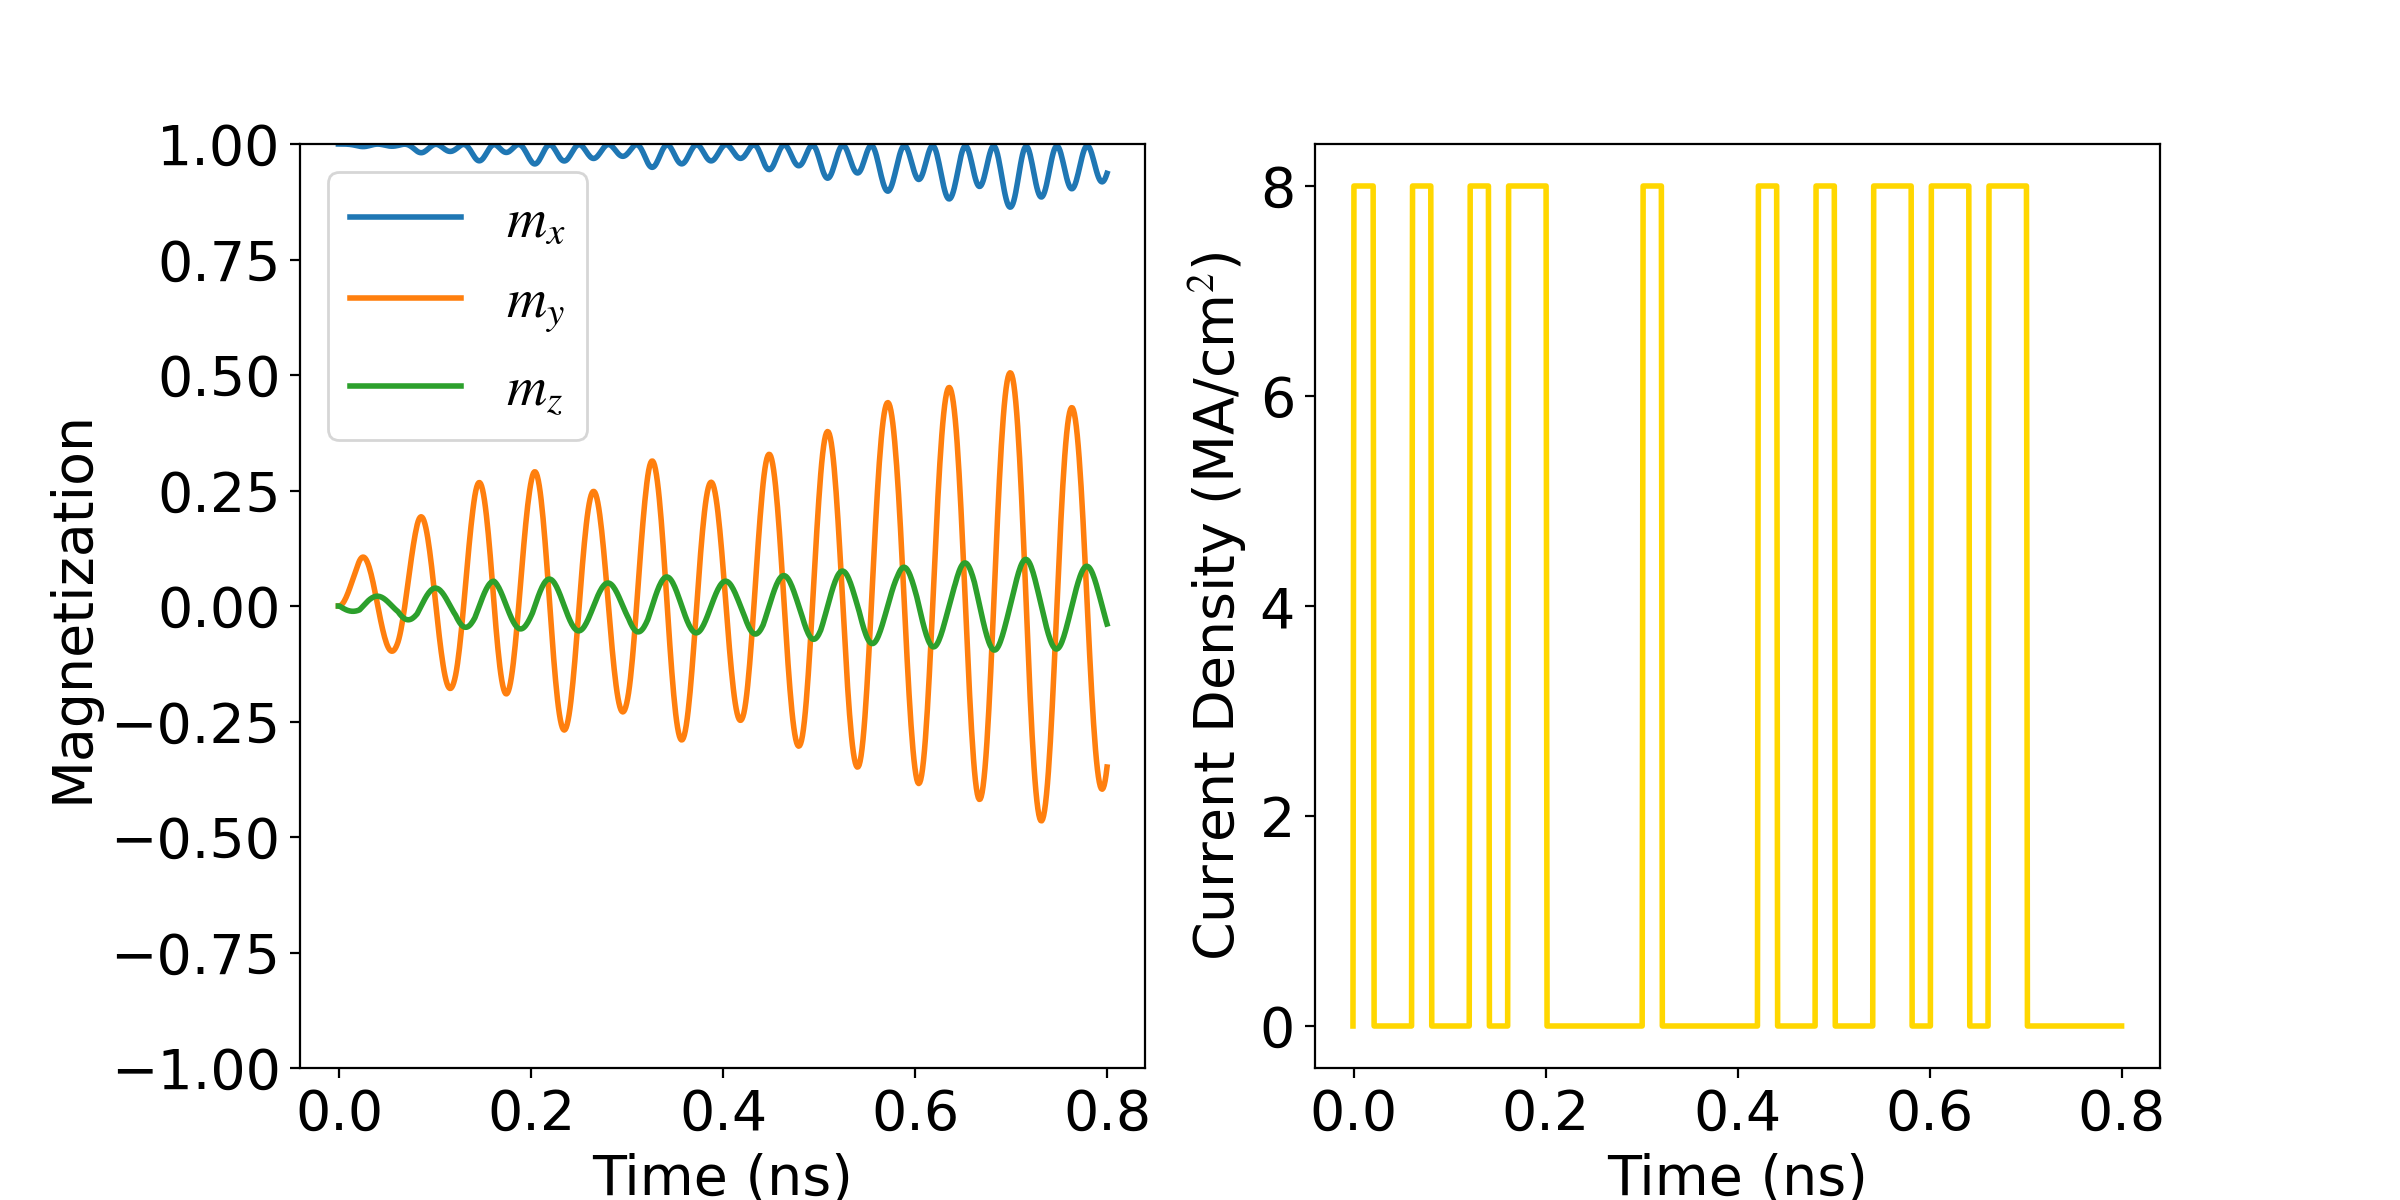 1.00
0.75
0.50
0.25
0.00
−0.25
−0.50
−0.75
−1.00
Magnetization
m_x
m_y
m_z
0.0 0.2 0.4 0.6 0.8
Time (ns)
8
6
4
2
0
Current Density (MA/cm²)
0.0 0.2 0.4 0.6 0.8
Time (ns)